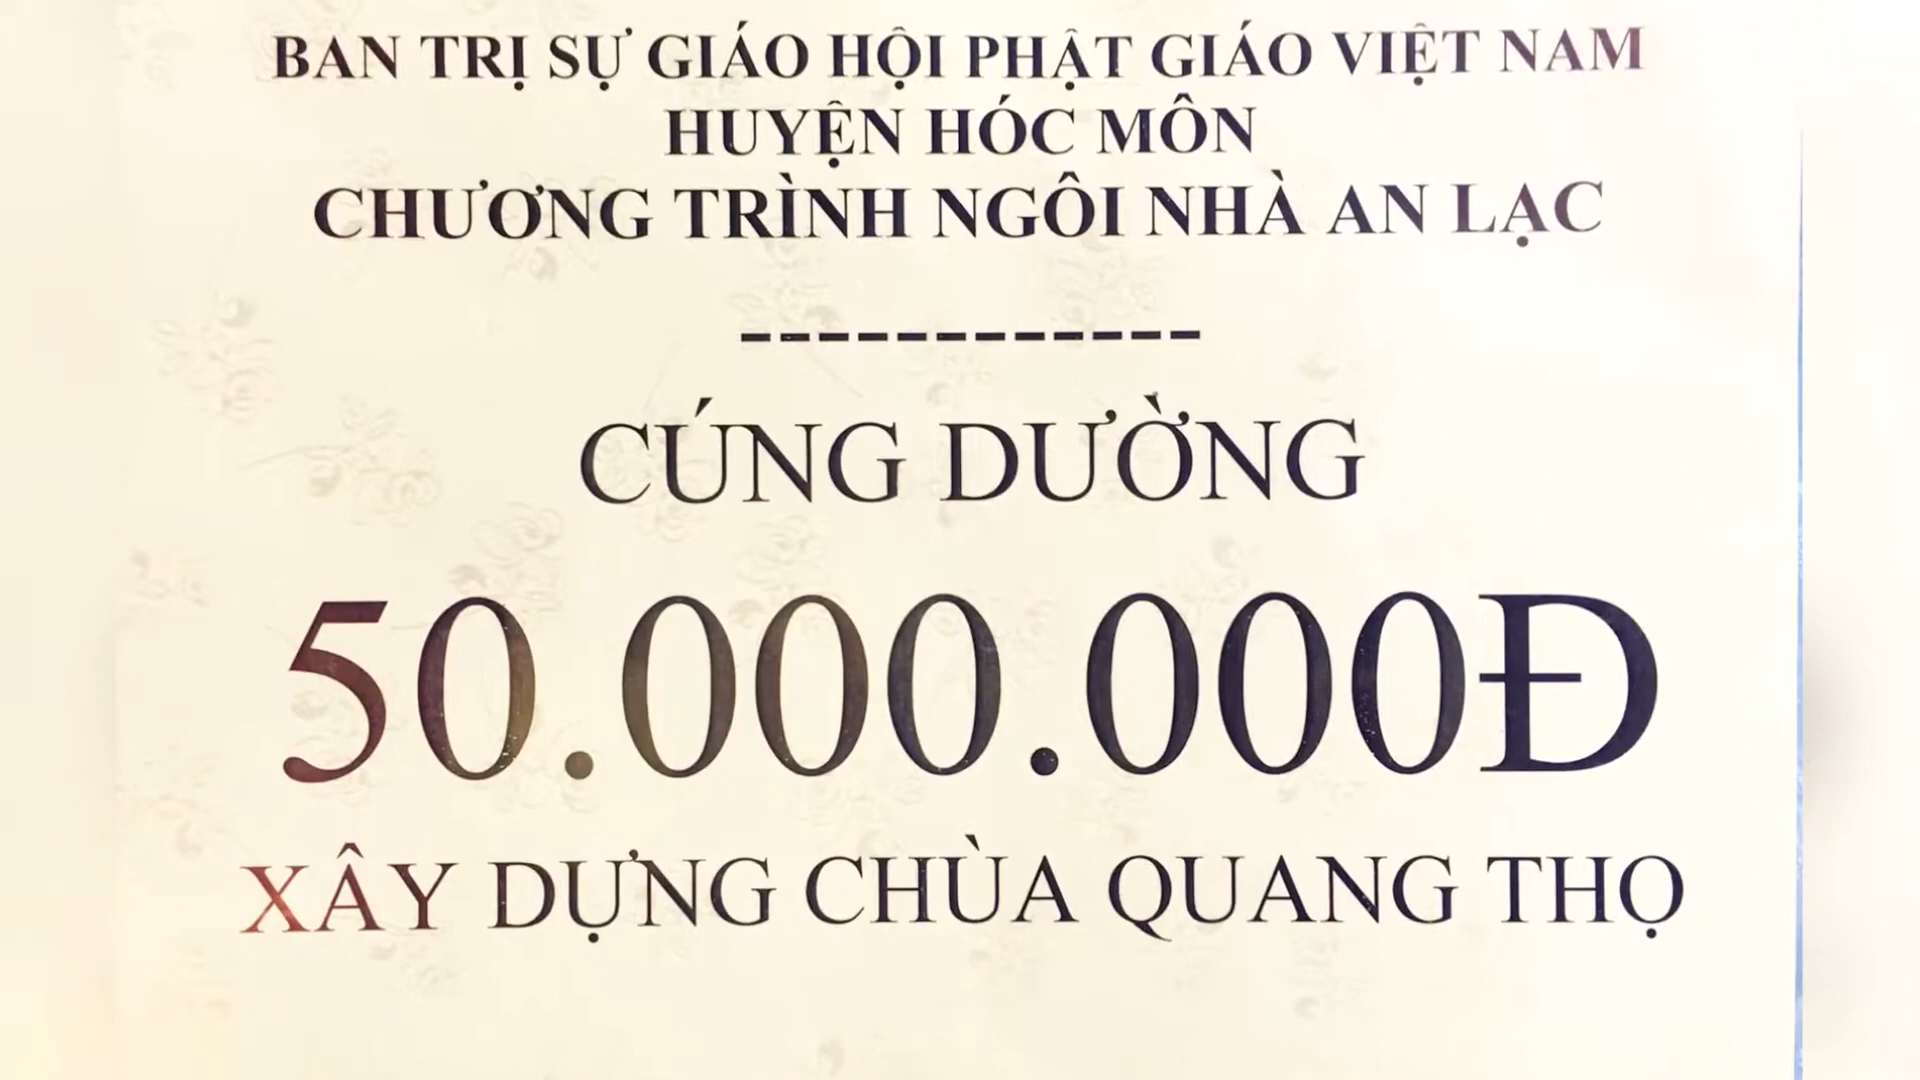 BAN TRỊ SỰ GIÁO HỘI PHẬT GIÁO VIỆT NAM
HUYỆN HÓC MÔN
CHƯƠNG TRÌNH NGÔI NHÀ AN LẠC
------------
CÚNG DƯỜNG
50.000.000Đ
XÂY DỰNG CHÙA QUANG THỌ